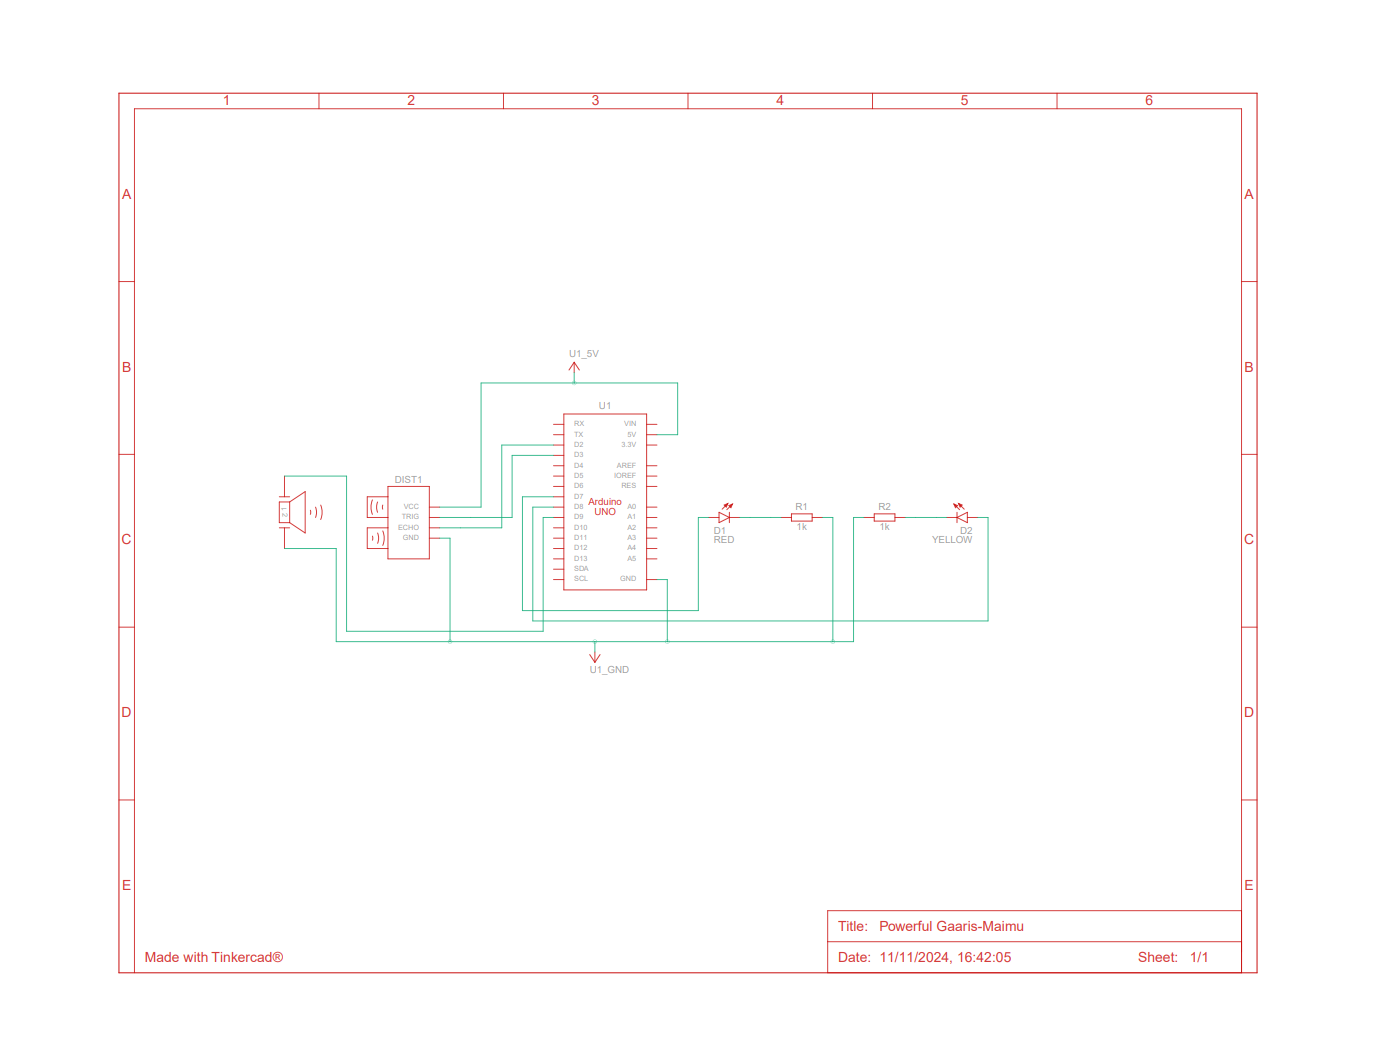 1 2 3 4 5 6
A A
B B
U1_5V
U1
RX VIN
TX 5V
D2 3.3V
D3
D4 AREF
D5 IOREF
D6 RES
D7
D8 A0
D9 A1
D10 A2
D11 A3
D12 A4
D13 A5
SDA
SCL GND
Arduino
UNO
DIST1
VCC
TRIG
ECHO
GND
D1
RED
R1
1k
R2
1k
D2
YELLOW
C C
U1_GND
D D
E E
Title: Powerful Gaaris-Maimu
Made with Tinkercad®
Date: 11/11/2024, 16:42:05 Sheet: 1/1